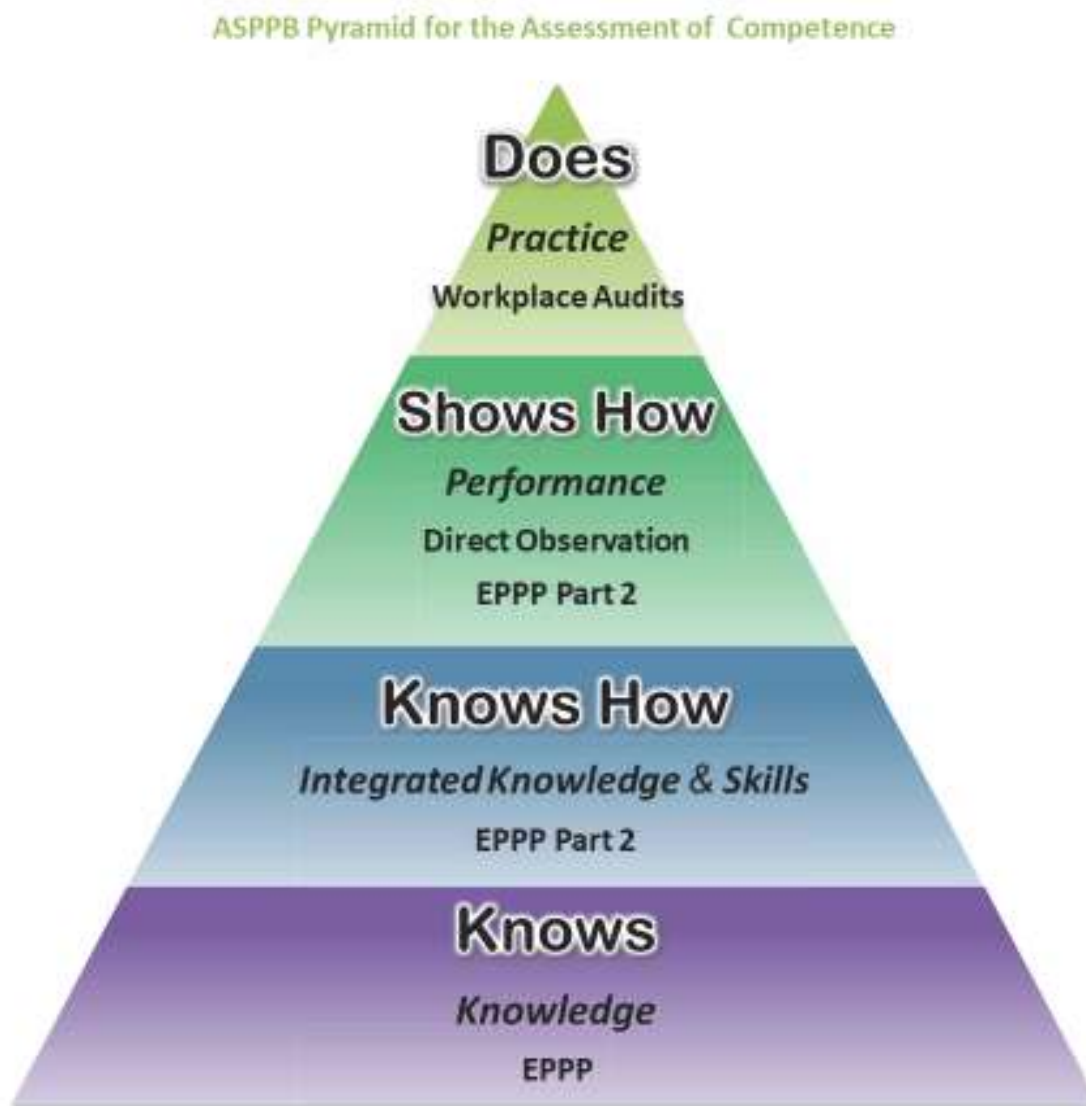 ASPPB Pyramid for the Assessment of Competence
Does
Practice
Workplace Audits
Shows How
Performance
Direct Observation
EPPP Part 2
Knows How
Integrated Knowledge & Skills
EPPP Part 2
Knows
Knowledge
EPPP